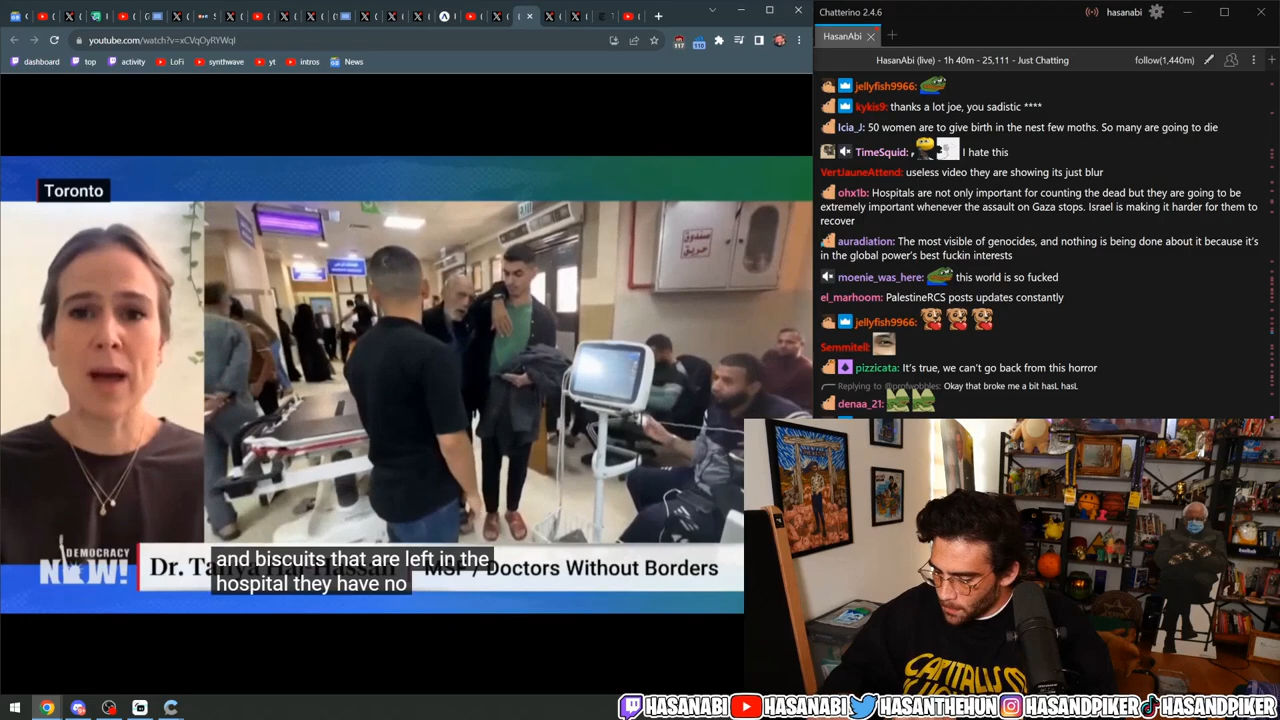 Chatterino 2.4.6
hasanabi
youtube.com/watch?v=xCVqOyRYWqI
HasanAbi
dashboard
top
activity
LoFi
synthwave
yt
intros
News
HasanAbi (live) - 1h 40m - 25,111 - Just Chatting
follow(1,440m)
jellyfish9966:
kykis9: thanks a lot joe, you sadistic ****
Icia_J: 50 women are to give birth in the nest few moths. So many are going to die
TimeSquid: , I hate this
VertJauneAttend: useless video they are showing its just blur
ohx1b: Hospitals are not only important for counting the dead but they are going to be
extremely important whenever the assault on Gaza stops. Israel is making it harder for them to
recover
auradiation: The most visible of genocides, and nothing is being done about it because it's
in the global power's best fuckin interests
moenie_was_here: this world is so fucked
el_marhoom: PalestineRCS posts updates constantly
jellyfish9966:
Semmitell:
pizzicata: It's true, we can't go back from this horror
Replying to @profwobbles: Okay that broke me a bit hasL hasL
denaa_21:
Toronto
صندوق
حريق
and biscuits that are left in the
hospital they have no
DEMOCRACY
NOW!
MSF / Doctors Without Borders
CAPITALISM
HASANABI HASANABI HASANTHEHUN HASANDPIKER HASANDPIKER